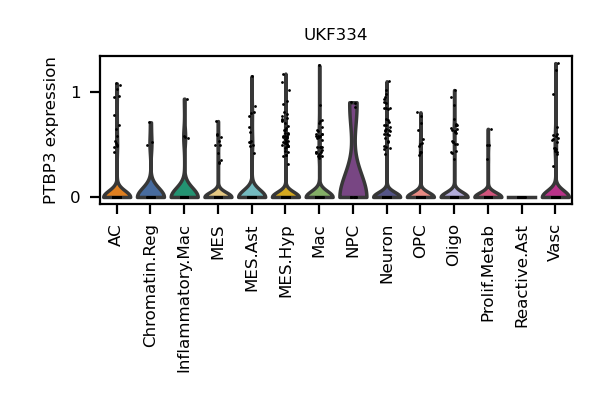 UKF334
PTBP3 expression
1
0
AC
Chromatin.Reg
Inflammatory.Mac
MES
MES.Ast
MES.Hyp
Mac
NPC
Neuron
OPC
Oligo
Prolif.Metab
Reactive.Ast
Vasc